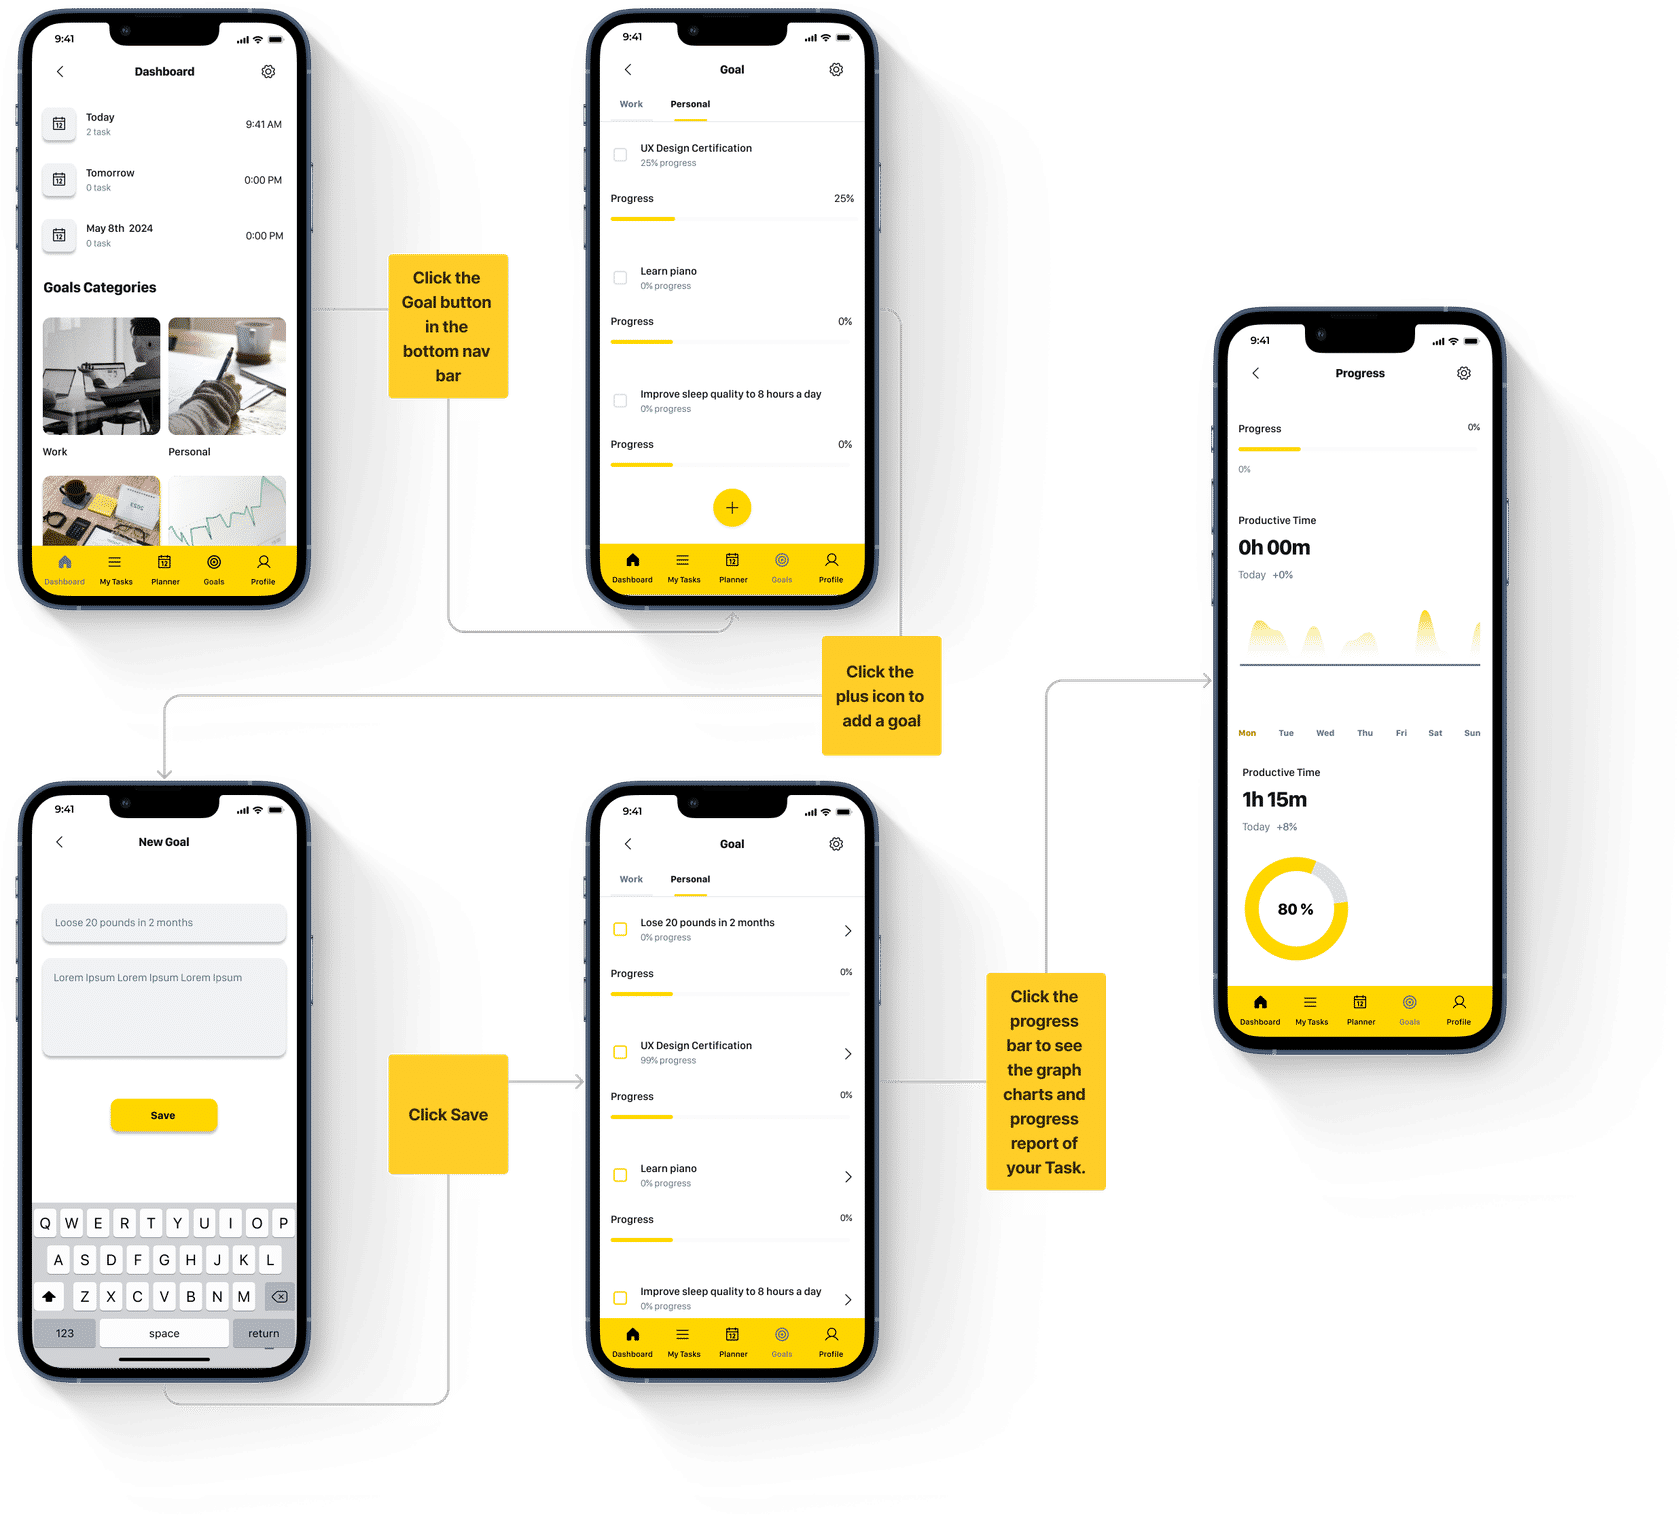 9:41
Dashboard
Today
2 task
9:41 AM
Tomorrow
0 task
0:00 PM
May 8th 2024
0 task
0:00 PM
Goals Categories
Work
Personal
Dashboard
My Tasks
Planner
Goals
Profile
Click the
Goal button
in the
bottom nav
bar
9:41
Goal
Work
Personal
UX Design Certification
25% progress
Progress
25%
Learn piano
0% progress
Progress
0%
Improve sleep quality to 8 hours a day
0% progress
Progress
0%
+
Dashboard
My Tasks
Planner
Goals
Profile
Click the
plus icon to
add a goal
9:41
New Goal
Loose 20 pounds in 2 months
Lorem Ipsum Lorem Ipsum Lorem Ipsum
Save
Q W E R T Y U I O P
A S D F G H J K L
Z X C V B N M
123
space
return
Click Save
9:41
Goal
Work
Personal
Lose 20 pounds in 2 months
0% progress
Progress
0%
UX Design Certification
99% progress
Progress
0%
Learn piano
0% progress
Progress
0%
Improve sleep quality to 8 hours a day
0% progress
Dashboard
My Tasks
Planner
Goals
Profile
Click the
progress
bar to see
the graph
charts and
progress
report of
your Task.
9:41
Progress
Progress
0%
0%
Productive Time
0h 00m
Today +0%
Mon Tue Wed Thu Fri Sat Sun
Productive Time
1h 15m
Today +8%
80 %
Dashboard
My Tasks
Planner
Goals
Profile